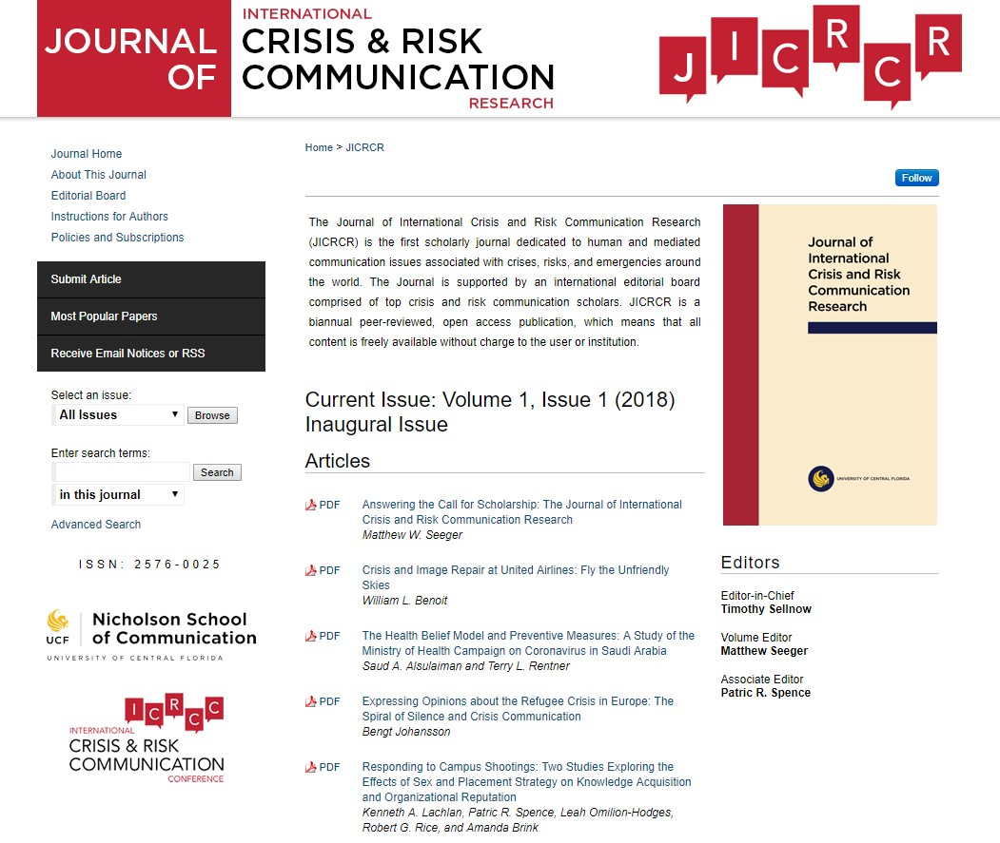 JOURNAL
OF
INTERNATIONAL
CRISIS & RISK
COMMUNICATION
RESEARCH
J I C R C R
Journal Home
About This Journal
Editorial Board
Instructions for Authors
Policies and Subscriptions
Submit Article
Most Popular Papers
Receive Email Notices or RSS
Select an issue:
All Issues
Browse
Enter search terms:
Search
in this journal
Advanced Search
ISSN: 2576-0025
UCF
Nicholson School
of Communication
UNIVERSITY OF CENTRAL FLORIDA
I C R C C
INTERNATIONAL
CRISIS & RISK
COMMUNICATION
CONFERENCE
Home > JICRCR
Follow
The Journal of International Crisis and Risk Communication Research
(JICRCR) is the first scholarly journal dedicated to human and mediated
communication issues associated with crises, risks, and emergencies around
the world. The Journal is supported by an international editorial board
comprised of top crisis and risk communication scholars. JICRCR is a
biannual peer-reviewed, open access publication, which means that all
content is freely available without charge to the user or institution.
Current Issue: Volume 1, Issue 1 (2018)
Inaugural Issue
Articles
PDF
Answering the Call for Scholarship: The Journal of International
Crisis and Risk Communication Research
Matthew W. Seeger
PDF
Crisis and Image Repair at United Airlines: Fly the Unfriendly
Skies
William L. Benoit
PDF
The Health Belief Model and Preventive Measures: A Study of the
Ministry of Health Campaign on Coronavirus in Saudi Arabia
Saud A. Alsulaiman and Terry L. Rentner
PDF
Expressing Opinions about the Refugee Crisis in Europe: The
Spiral of Silence and Crisis Communication
Bengt Johansson
PDF
Responding to Campus Shootings: Two Studies Exploring the
Effects of Sex and Placement Strategy on Knowledge Acquisition
and Organizational Reputation
Kenneth A. Lachlan, Patric R. Spence, Leah Omilion-Hodges,
Robert G. Rice, and Amanda Brink
Journal of
International
Crisis and Risk
Communication
Research
UNIVERSITY OF CENTRAL FLORIDA
Editors
Editor-in-Chief
Timothy Sellnow
Volume Editor
Matthew Seeger
Associate Editor
Patric R. Spence